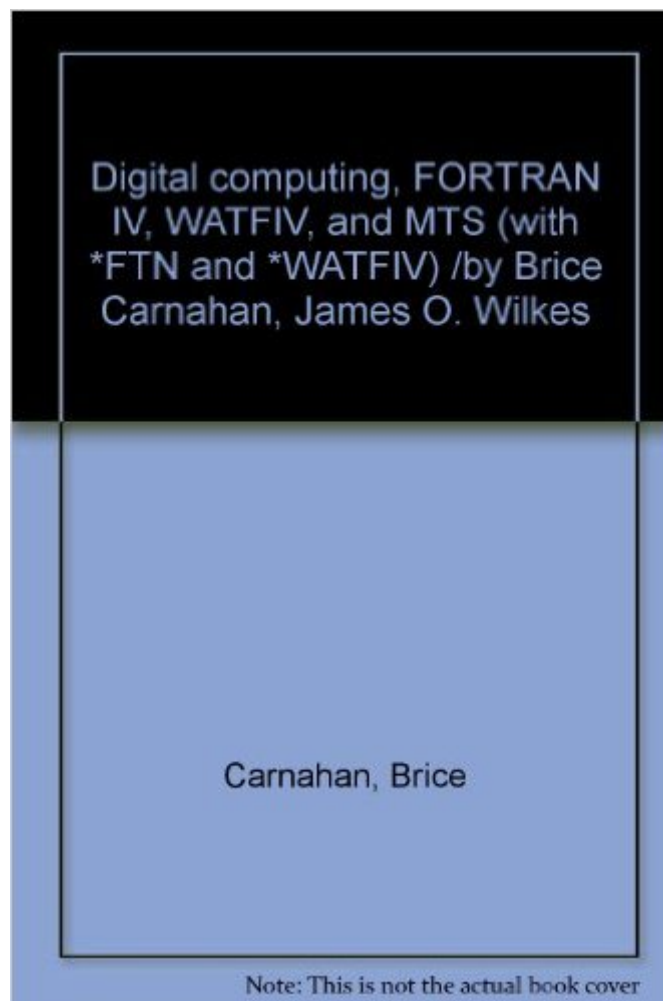 Digital computing, FORTRAN
IV, WATFIV, and MTS (with
*FTN and *WATFIV) /by Brice
Carnahan, James O. Wilkes
Carnahan, Brice
Note: This is not the actual book cover